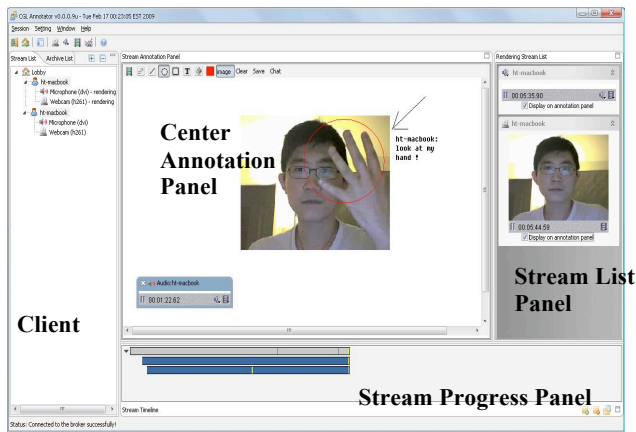 CGL Annotator v0.0.0.9u - Tue Feb 17 00:23:05 EST 2009
Session Setting Window Help
Stream List Archive List
Lobby
ht-macbook
Microphone (dvi) - rendering
Webcam (h261) - rendering
ht-macbook
Microphone (dvi)
Webcam (h261)
Client
Stream Annotation Panel
T image Clear Save Chat
Center
Annotation
Panel
ht-macbook:
look at my
hand !
Audio:ht-macbook
00:01:22.62
Rendering Stream List
ht-macbook
00:05:35.90
Display on annotation panel
ht-macbook
00:05:44.59
Display on annotation panel
Stream List
Panel
Stream Progress Panel
Stream Timeline
Status: Connected to the broker successfully!